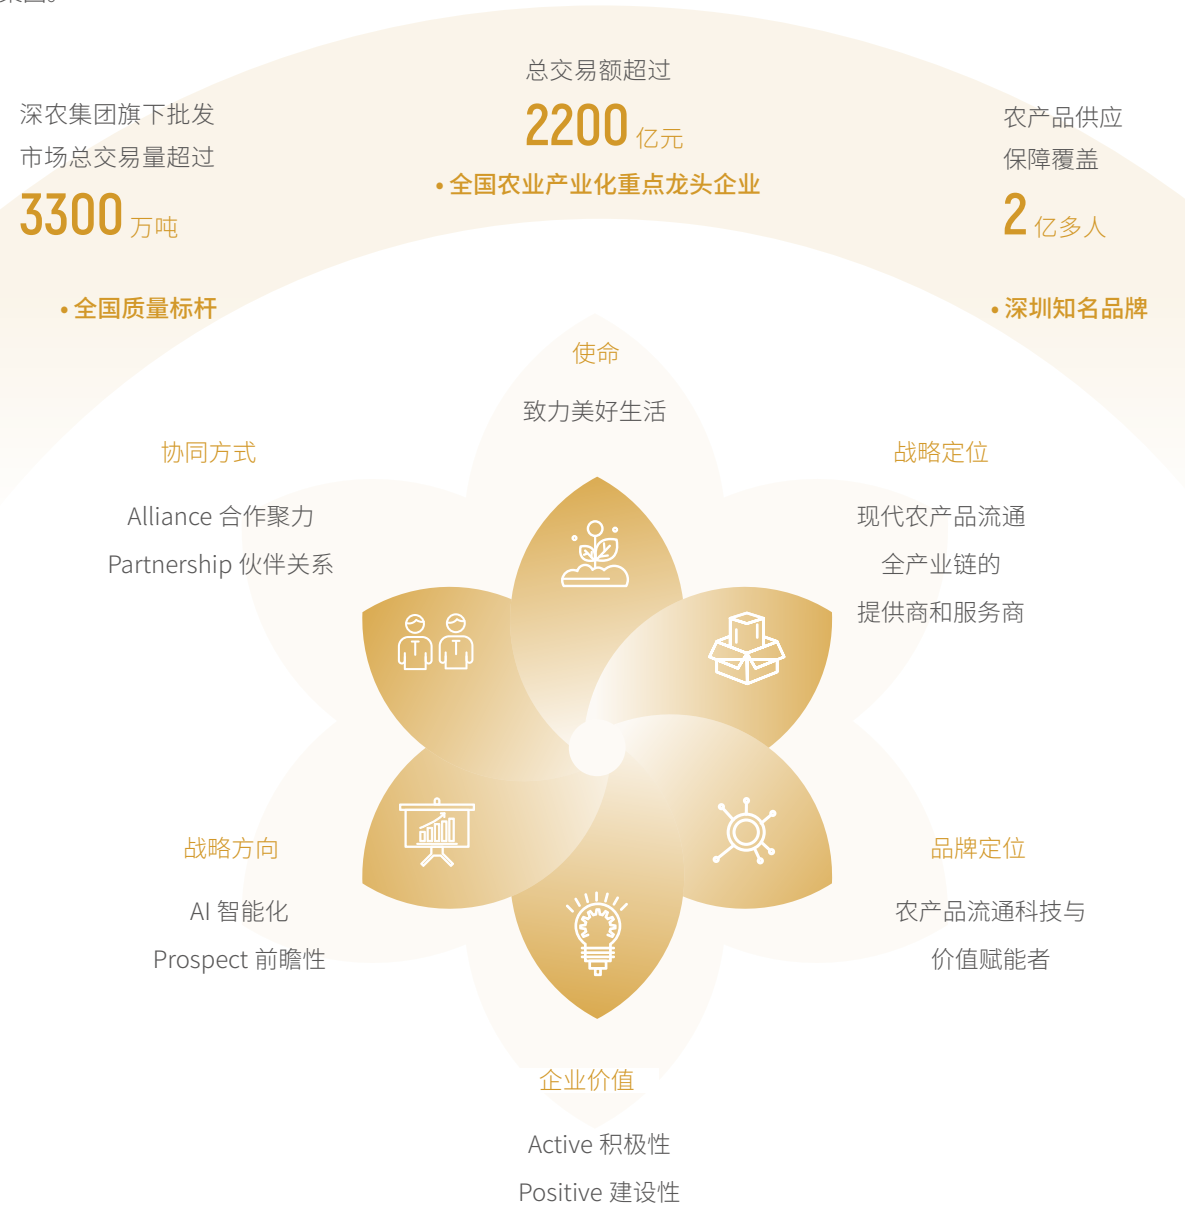 深农集团旗下批发
市场总交易量超过
3300 万吨
• 全国质量标杆
总交易额超过
2200 亿元
• 全国农业产业化重点龙头企业
农产品供应
保障覆盖
2 亿多人
• 深圳知名品牌
使命
致力美好生活
协同方式
Alliance 合作聚力
Partnership 伙伴关系
战略定位
现代农产品流通
全产业链的
提供商和服务商
战略方向
AI 智能化
Prospect 前瞻性
品牌定位
农产品流通科技与
价值赋能者
企业价值
Active 积极性
Positive 建设性